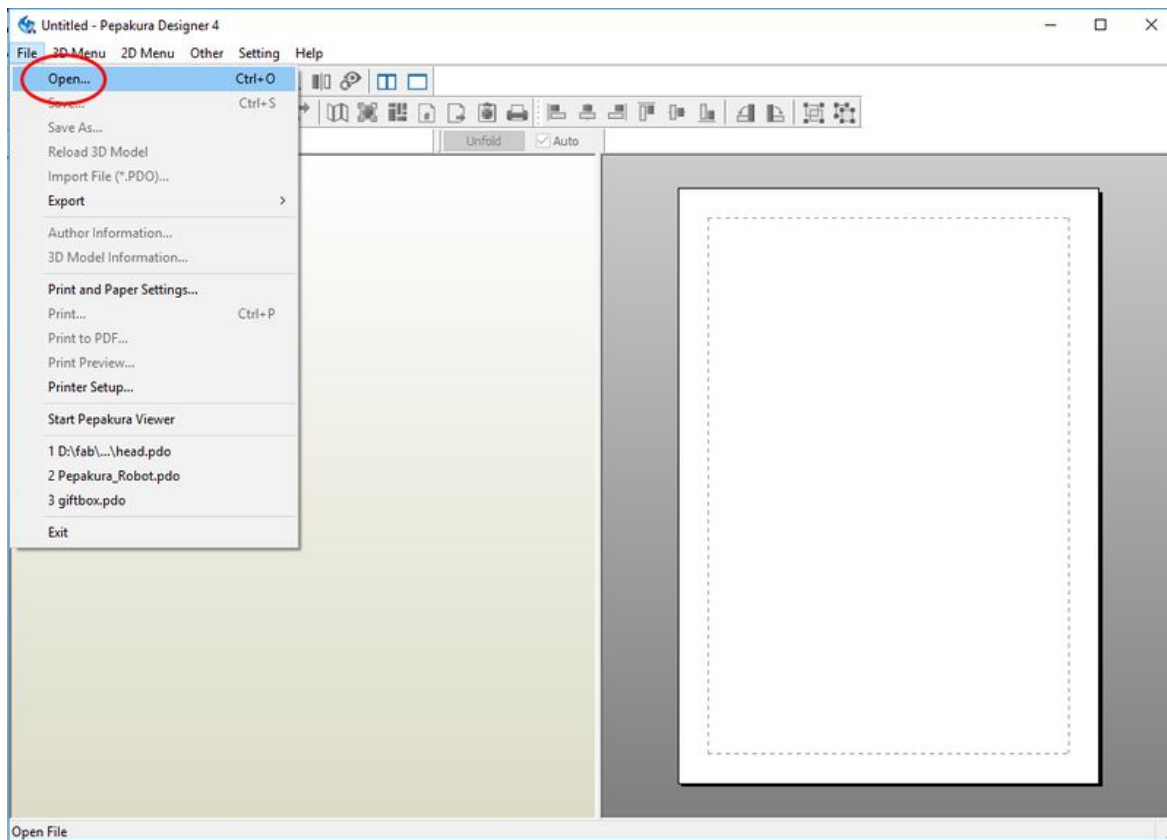 Untitled - Pepakura Designer 4
File 3D Menu 2D Menu Other Setting Help
Open... Ctrl+O
Save... Ctrl+S
Save As...
Reload 3D Model
Import File (*.PDO)...
Export
Author Information...
3D Model Information...
Print and Paper Settings...
Print... Ctrl+P
Print to PDF...
Print Preview...
Printer Setup...
Start Pepakura Viewer
1 D:\fab\...\head.pdo
2 Pepakura_Robot.pdo
3 giftbox.pdo
Exit
Unfold Auto
Open File